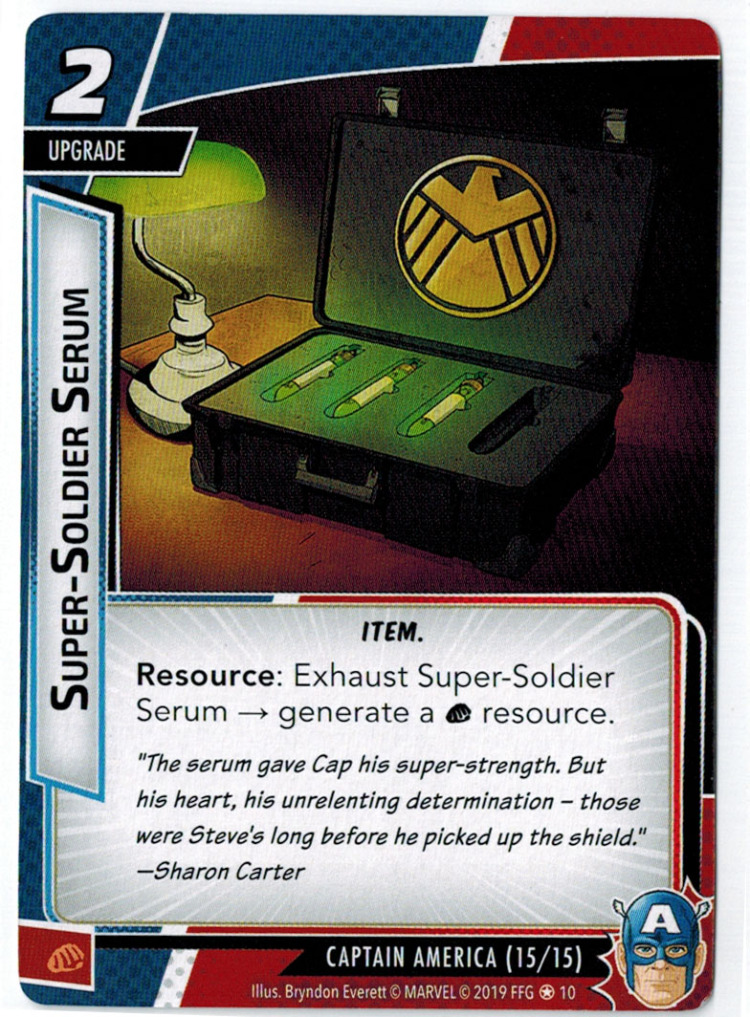 2
UPGRADE
SUPER-SOLDIER SERUM
ITEM.
Resource: Exhaust Super-Soldier
Serum → generate a resource.
"The serum gave Cap his super-strength. But
his heart, his unrelenting determination – those
were Steve's long before he picked up the shield."
—Sharon Carter
A
CAPTAIN AMERICA (15/15)
Illus. Bryndon Everett © MARVEL © 2019 FFG ✪ 10